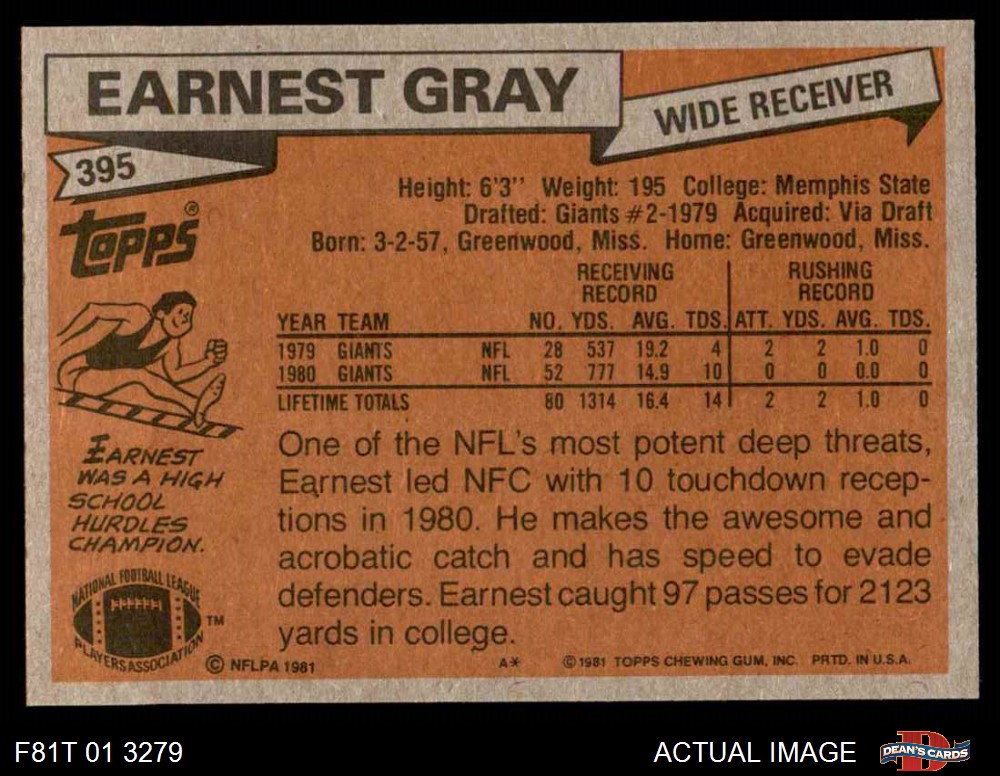 EARNEST GRAY
WIDE RECEIVER
395
Topps®
Height: 6'3" Weight: 195 College: Memphis State
Drafted: Giants #2-1979 Acquired: Via Draft
Born: 3-2-57, Greenwood, Miss. Home: Greenwood, Miss.
RECEIVING RECORD RUSHING RECORD
YEAR TEAM NO. YDS. AVG. TDS. ATT. YDS. AVG. TDS.
1979 GIANTS NFL 28 537 19.2 4 2 2 1.0 0
1980 GIANTS NFL 52 777 14.9 10 0 0 0.0 0
LIFETIME TOTALS 80 1314 16.4 14 2 2 1.0 0
EARNEST
WAS A HIGH
SCHOOL
HURDLES
CHAMPION.
One of the NFL's most potent deep threats,
Earnest led NFC with 10 touchdown recep-
tions in 1980. He makes the awesome and
acrobatic catch and has speed to evade
defenders. Earnest caught 97 passes for 2123
yards in college.
NATIONAL FOOTBALL LEAGUE
PLAYERS ASSOCIATION
TM
© NFLPA 1981
A*
© 1981 TOPPS CHEWING GUM, INC. PRTD. IN U.S.A.
F81T 01 3279
ACTUAL IMAGE
DEAN'S CARDS